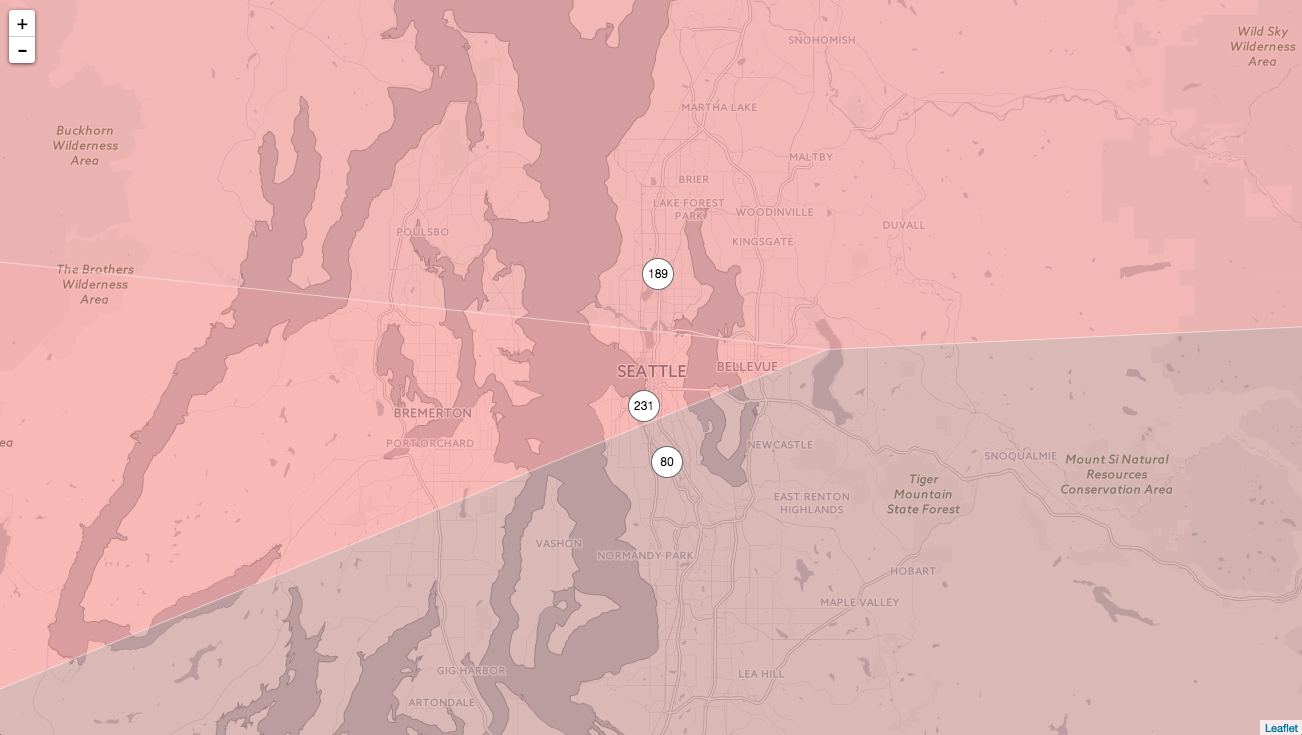 +
−
SNOHOMISH
Wild Sky
Wilderness
Area
MARTHA LAKE
Buckhorn
Wilderness
Area
MALTBY
BRIER
LAKE FOREST
PARK
WOODINVILLE
POULSBO
DUVALL
KINGSGATE
The Brothers
Wilderness
Area
189
SEATTLE
BELLEVUE
231
BREMERTON
PORT ORCHARD
ea
NEWCASTLE
80
SNOQUALMIE
Mount Si Natural
Resources
Conservation Area
Tiger
Mountain
State Forest
EAST RENTON
HIGHLANDS
VASHON
NORMANDY PARK
HOBART
MAPLE VALLEY
GIG HARBOR
LEA HILL
ARTONDALE
Leaflet